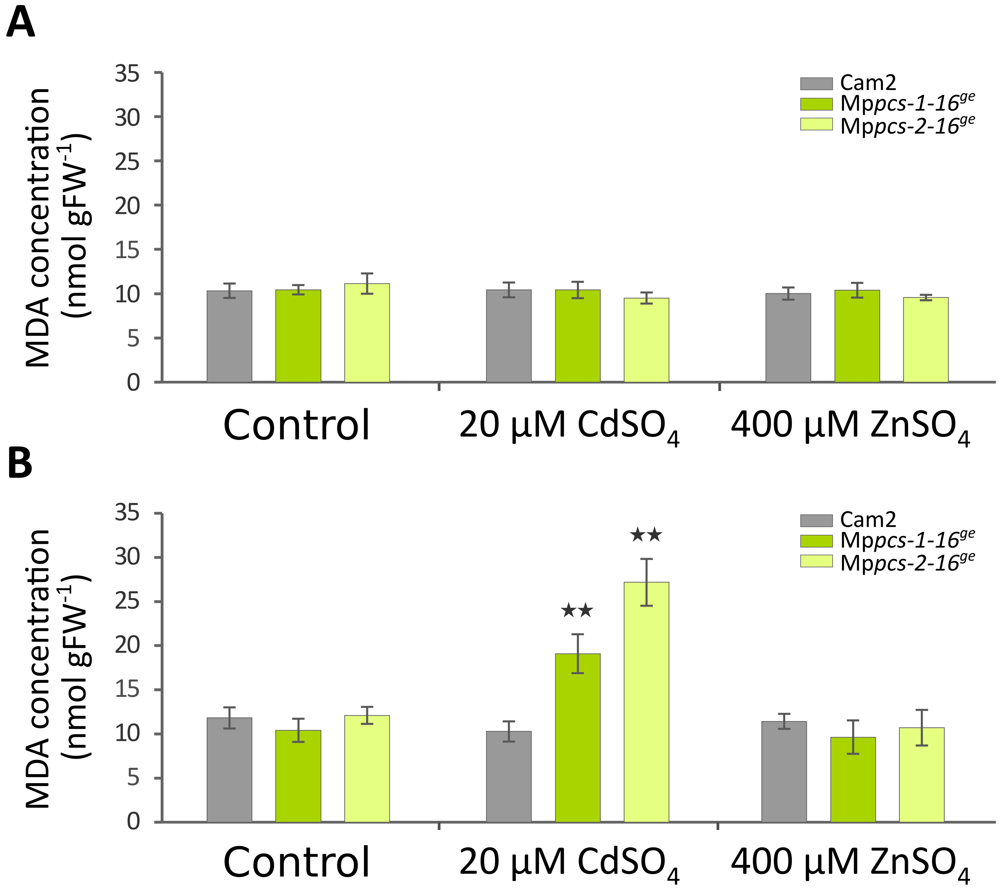 A
MDA concentration
(nmol gFW-1)
35
30
25
20
15
10
5
0
Cam2
Mppcs-1-16ge
Mppcs-2-16ge
Control
20 µM CdSO4
400 µM ZnSO4
B
MDA concentration
(nmol gFW-1)
35
30
25
20
15
10
5
0
Cam2
Mppcs-1-16ge
Mppcs-2-16ge
★★
★★
Control
20 µM CdSO4
400 µM ZnSO4